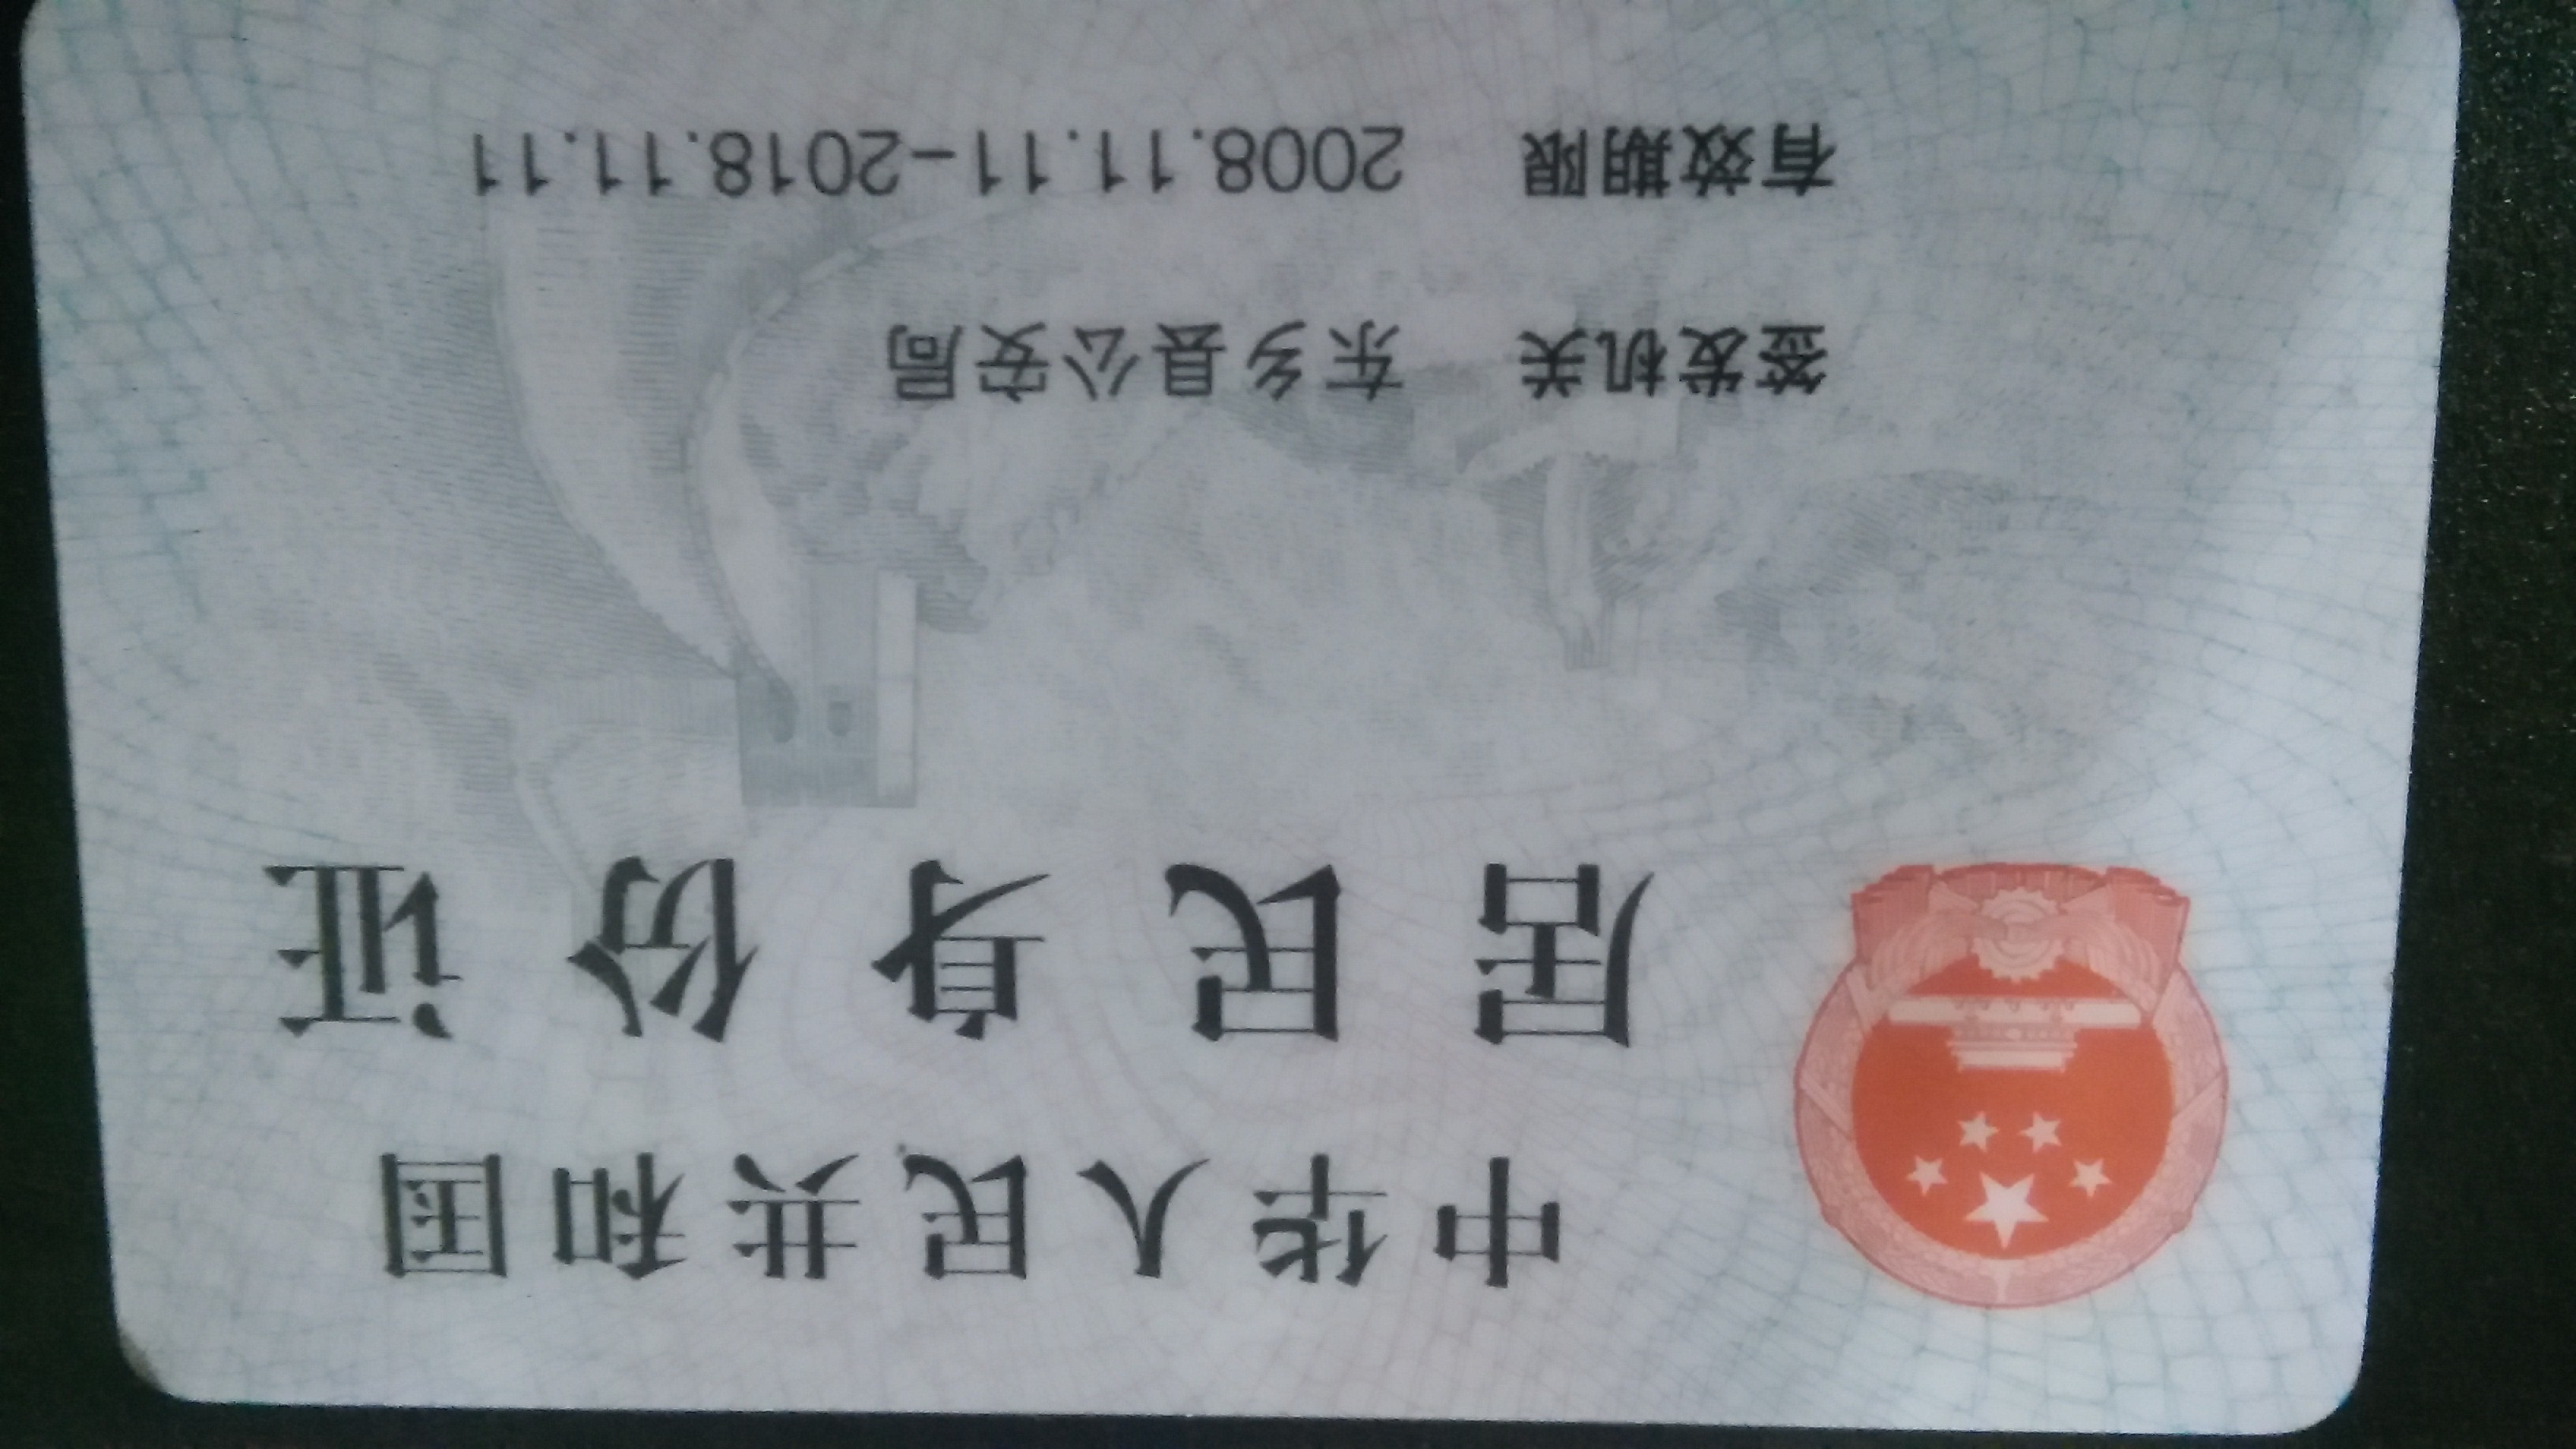 中华人民共和国
居民身份证
签发机关 东乡县公安局
有效期限 2008.11.11-2018.11.11